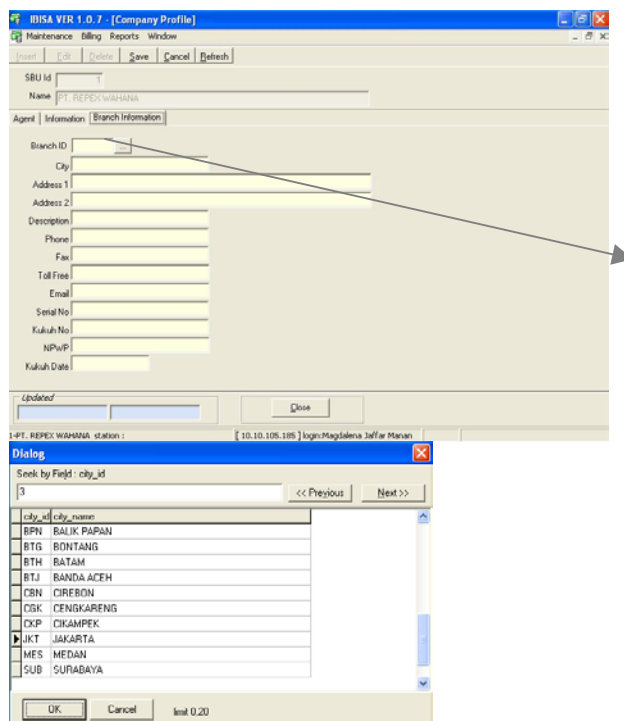 IBISA VER 1.0.7 - [Company Profile]
Maintenance Billing Reports Window
Insert Edit Delete Save Cancel Refresh
SBU Id 1
Name PT. REPEX WAHANA
Agent Information Branch Information
Branch ID ...
City
Address 1
Address 2
Description
Phone
Fax
Toll Free
Email
Serial No
Kukuh No
NPWP
Kukuh Date
Updated
Close
1-PT. REPEX WAHANA station : [ 10.10.105.185 ] login:Magdalena Jaffar Manan
Dialog
Seek by Field : city_id
3 << Previous Next >>
city_id city_name
BPN BALIK PAPAN
BTG BONTANG
BTH BATAM
BTJ BANDA ACEH
CBN CIREBON
CGK CENGKARENG
CKP CIKAMPEK
JKT JAKARTA
MES MEDAN
SUB SURABAYA
OK Cancel limit 0,20